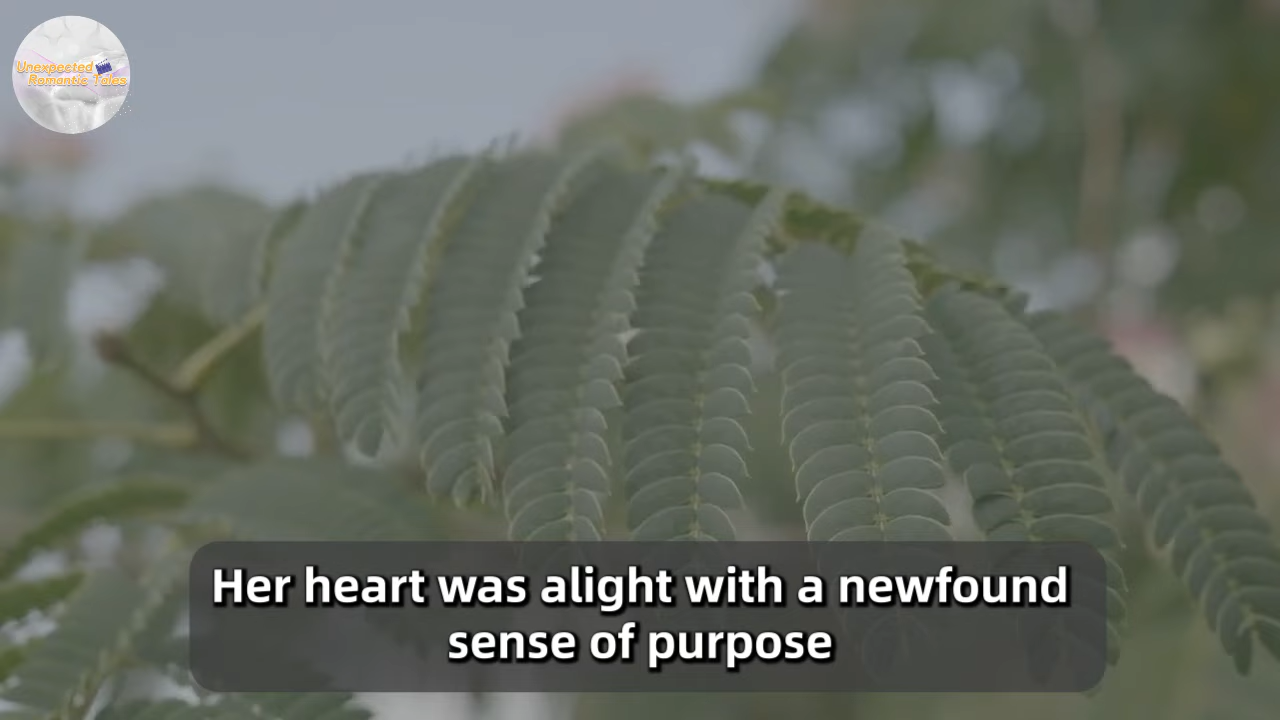 Unexpected
Romantic Tales
Her heart was alight with a newfound
sense of purpose